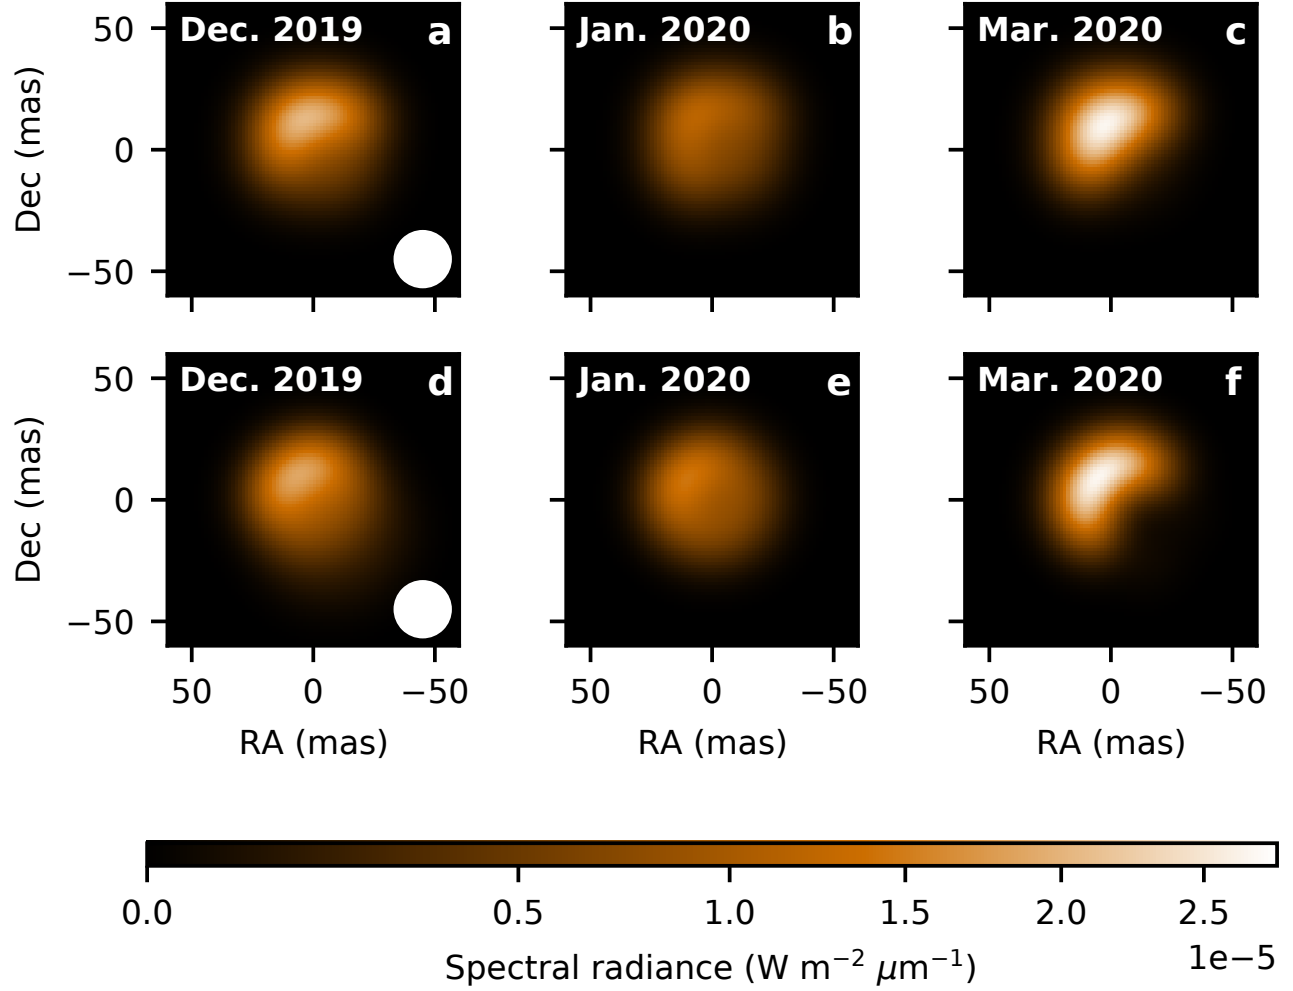 Dec. 2019 a
Jan. 2020 b
Mar. 2020 c
50
0
−50
Dec (mas)
Dec. 2019 d
Jan. 2020 e
Mar. 2020 f
50
0
−50
Dec (mas)
50 0 −50
50 0 −50
50 0 −50
RA (mas)
RA (mas)
RA (mas)
0.0 0.5 1.0 1.5 2.0 2.5
1e−5
Spectral radiance (W m⁻² μm⁻¹)